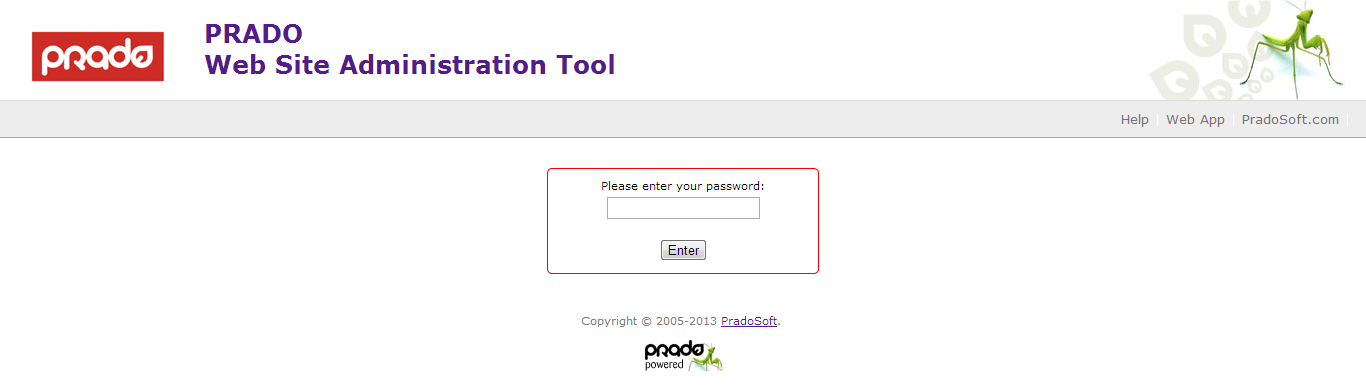 prado
PRADO
Web Site Administration Tool
Help | Web App | PradoSoft.com |
Please enter your password:
Enter
Copyright © 2005-2013 PradoSoft.
prado
powered